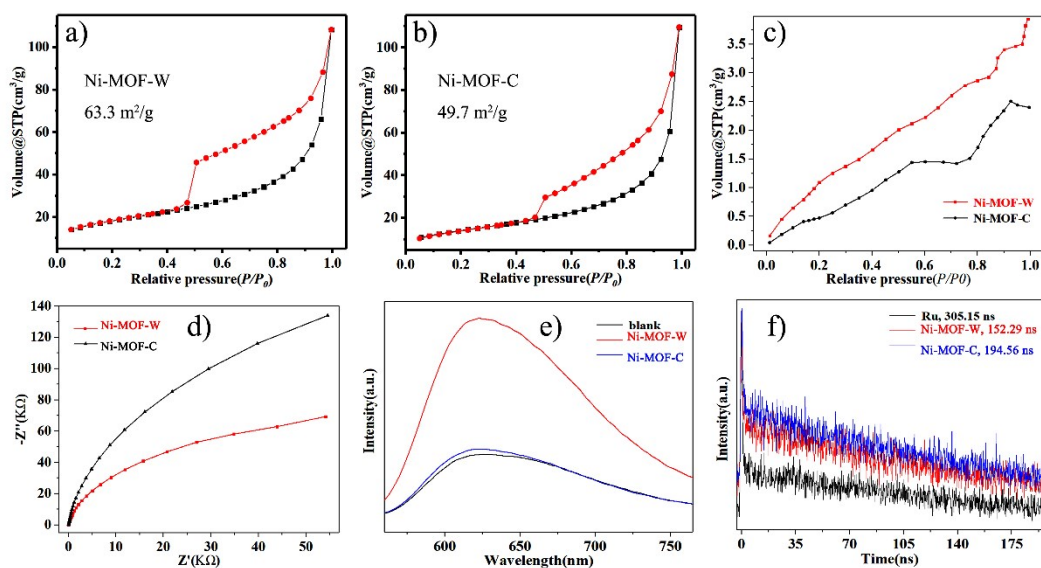 a)
Ni-MOF-W
63.3 m²/g
Volume@STP(cm³/g)
100
80
60
40
20
0.0 0.2 0.4 0.6 0.8 1.0
Relative pressure(P/P₀)
b)
Ni-MOF-C
49.7 m²/g
Volume@STP(cm³/g)
100
80
60
40
20
0.0 0.2 0.4 0.6 0.8 1.0
Relative pressure(P/P₀)
c)
Volume@STP(cm³/g)
3.5
3.0
2.5
2.0
1.5
1.0
0.5
0.0
Ni-MOF-W
Ni-MOF-C
0.0 0.2 0.4 0.6 0.8 1.0
Relative pressure(P/P0)
d)
Ni-MOF-W
Ni-MOF-C
-Z''(KΩ)
140
120
100
80
60
40
20
0
0 10 20 30 40 50
Z'(KΩ)
e)
blank
Ni-MOF-W
Ni-MOF-C
Intensity(a.u.)
600 650 700 750
Wavelength(nm)
f)
Ru, 305.15 ns
Ni-MOF-W, 152.29 ns
Ni-MOF-C, 194.56 ns
Intensity(a.u.)
0 35 70 105 140 175
Time(ns)